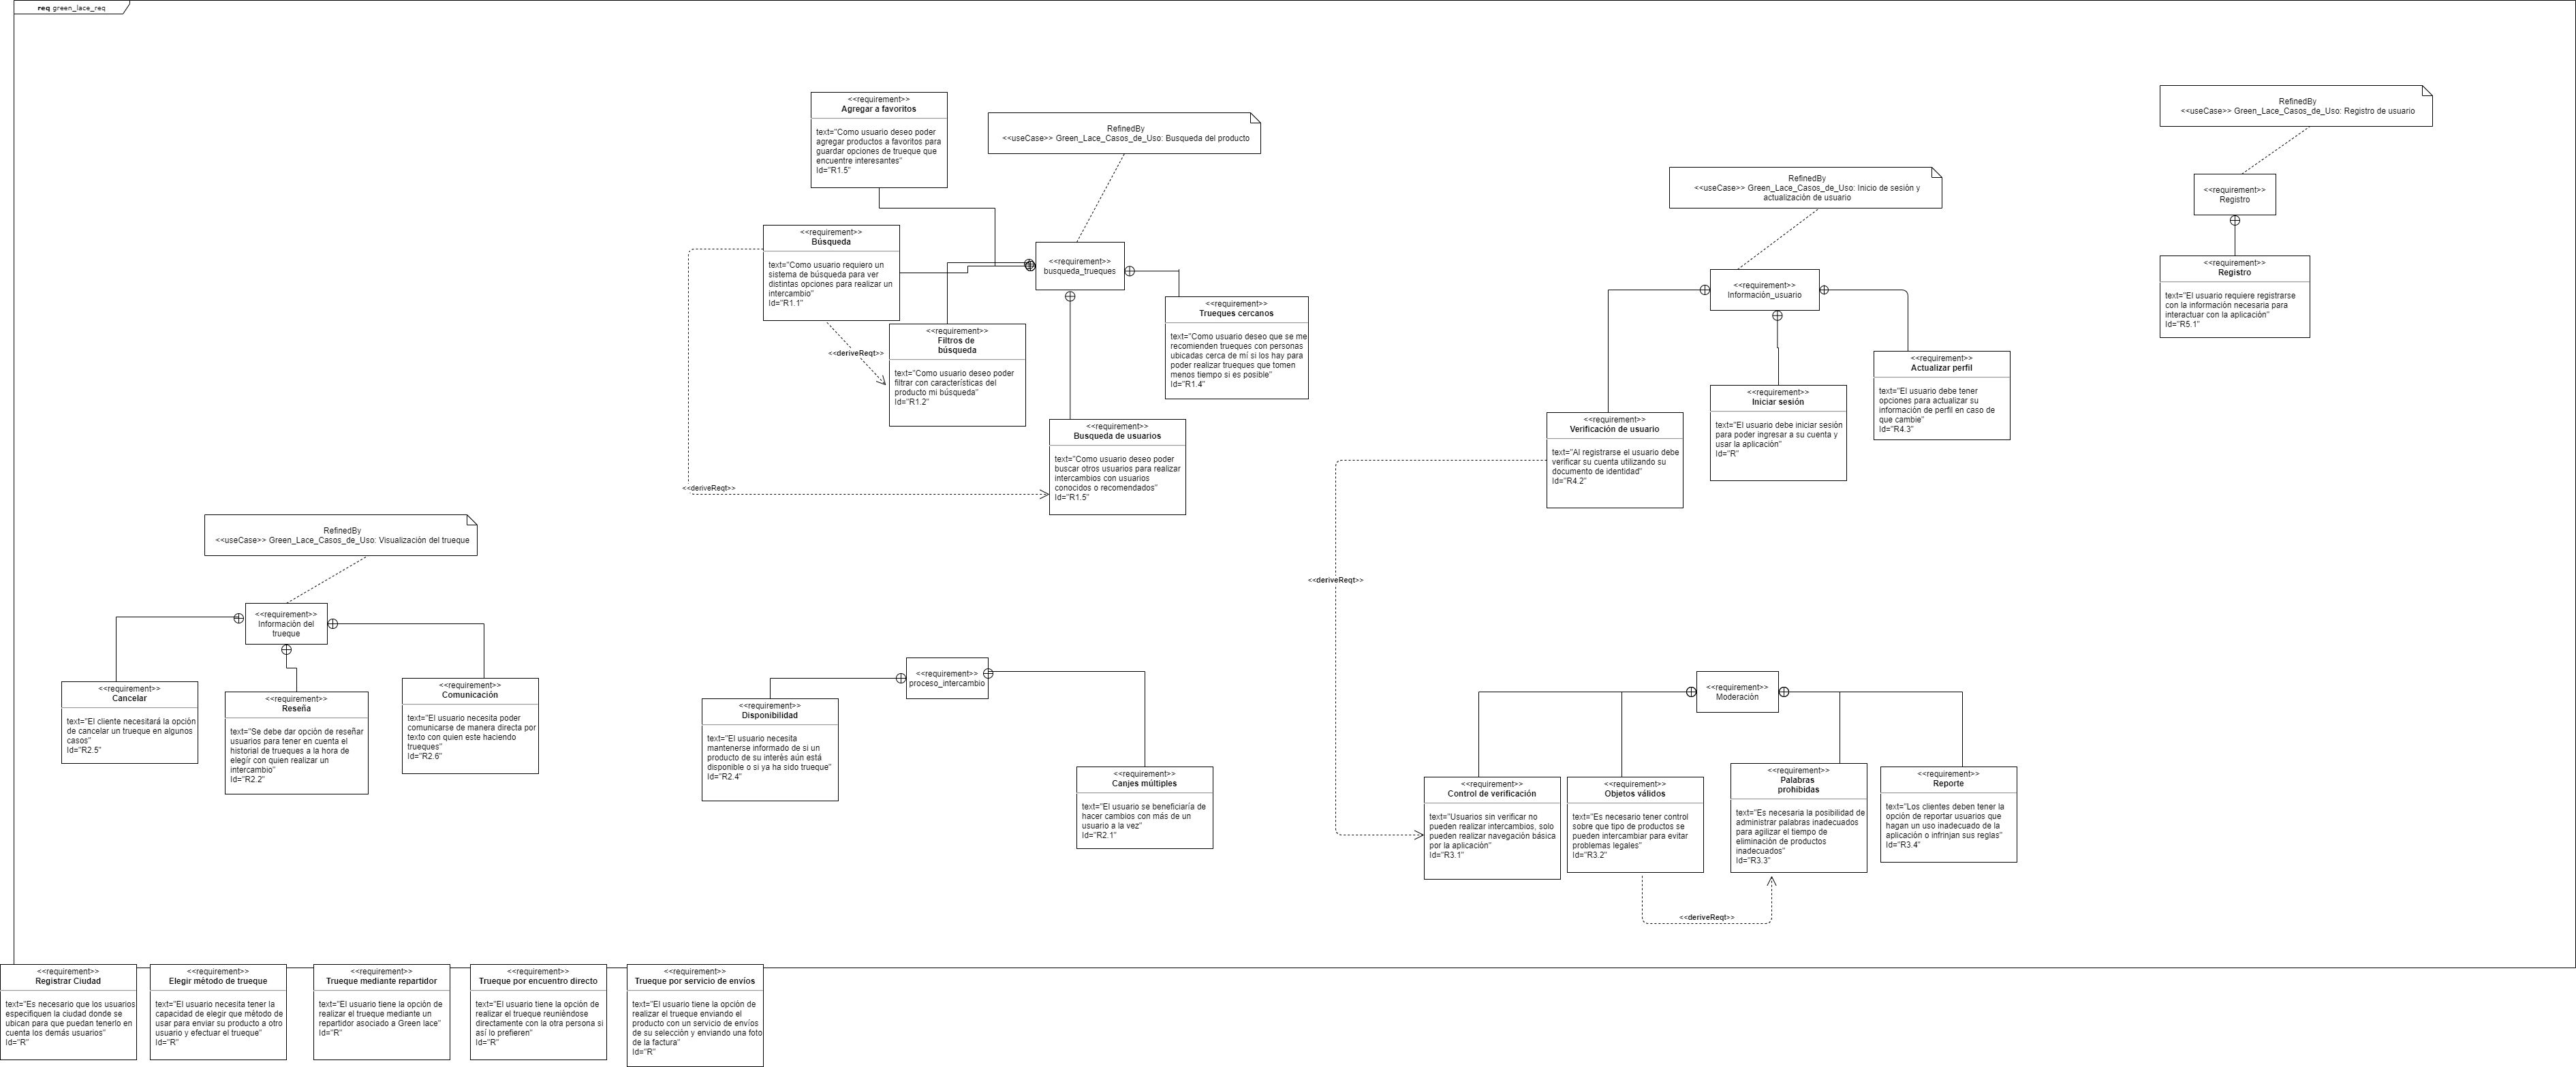 req green_lace_req
<<requirement>>
Agregar a favoritos
text="Como usuario deseo poder
agregar productos a favoritos para
guardar opciones de trueque que
encuentre interesantes"
Id="R1.5"
RefinedBy
<<useCase>> Green_Lace_Casos_de_Uso: Busqueda del producto
<<requirement>>
Búsqueda
text="Como usuario requiero un
sistema de búsqueda para ver
distintas opciones para realizar un
intercambio"
Id="R1.1"
<<requirement>>
busqueda_trueques
<<requirement>>
Trueques cercanos
text="Como usuario deseo que se me
recomienden trueques con personas
ubicadas cerca de mí si los hay para
poder realizar trueques que tomen
menos tiempo si es posible"
Id="R1.4"
<<deriveReqt>>
<<requirement>>
Filtros de
búsqueda
text="Como usuario deseo poder
filtrar con características del
producto mi búsqueda"
Id="R1.2"
<<requirement>>
Busqueda de usuarios
text="Como usuario deseo poder
buscar otros usuarios para realizar
intercambios con usuarios
conocidos o recomendados"
Id="R1.5"
<<deriveReqt>>
RefinedBy
<<useCase>> Green_Lace_Casos_de_Uso: Inicio de sesión y
actualización de usuario
<<requirement>>
Información_usuario
<<requirement>>
Verificación de usuario
text="Al registrarse el usuario debe
verificar su cuenta utilizando su
documento de identidad"
Id="R4.2"
<<requirement>>
Iniciar sesión
text="El usuario debe iniciar sesión
para poder ingresar a su cuenta y
usar la aplicación"
Id="R"
<<requirement>>
Actualizar perfil
text="El usuario debe tener
opciones para actualizar su
información de perfil en caso de
que cambie"
Id="R4.3"
RefinedBy
<<useCase>> Green_Lace_Casos_de_Uso: Registro de usuario
<<requirement>>
Registro
<<requirement>>
Registro
text="El usuario requiere registrarse
con la información necesaria para
interactuar con la aplicación"
Id="R5.1"
RefinedBy
<<useCase>> Green_Lace_Casos_de_Uso: Visualización del trueque
<<requirement>>
Información del
trueque
<<requirement>>
Cancelar
text="El cliente necesitará la opción
de cancelar un trueque en algunos
casos"
Id="R2.5"
<<requirement>>
Reseña
text="Se debe dar opción de reseñar
usuarios para tener en cuenta el
historial de trueques a la hora de
elegír con quien realizar un
intercambio"
Id="R2.2"
<<requirement>>
Comunicación
text="El usuario necesita poder
comunicarse de manera directa por
texto con quien este haciendo
trueques"
Id="R2.6"
<<requirement>>
proceso_intercambio
<<requirement>>
Disponibilidad
text="El usuario necesita
mantenerse informado de si un
producto de su interés aún está
disponible o si ya ha sido trueque"
Id="R2.4"
<<requirement>>
Canjes múltiples
text="El usuario se beneficiaría de
hacer cambios con más de un
usuario a la vez"
Id="R2.1"
<<deriveReqt>>
<<requirement>>
Moderación
<<requirement>>
Control de verificación
text="Usuarios sin verificar no
pueden realizar intercambios, solo
pueden realizar navegación básica
por la aplicación"
Id="R3.1"
<<requirement>>
Objetos válidos
text="Es necesario tener control
sobre que tipo de productos se
pueden intercambiar para evitar
problemas legales"
Id="R3.2"
<<requirement>>
Palabras
prohibidas
text="Es necesaria la posibilidad de
administrar palabras inadecuados
para agilizar el tiempo de
eliminación de productos
inadecuados"
Id="R3.3"
<<requirement>>
Reporte
text="Los clientes deben tener la
opción de reportar usuarios que
hagan un uso inadecuado de la
aplicación o infrinjan sus reglas"
Id="R3.4"
<<deriveReqt>>
<<requirement>>
Registrar Ciudad
text="Es necesario que los usuarios
especifiquen la ciudad donde se
ubican para que puedan tenerlo en
cuenta los demás usuarios"
Id="R"
<<requirement>>
Elegir método de trueque
text="El usuario necesita tener la
capacidad de elegir que método de
usar para enviar su producto a otro
usuario y efectuar el trueque"
Id="R"
<<requirement>>
Trueque mediante repartidor
text="El usuario tiene la opción de
realizar el trueque mediante un
repartidor asociado a Green lace"
Id="R"
<<requirement>>
Trueque por encuentro directo
text="El usuario tiene la opción de
realizar el trueque reuniéndose
directamente con la otra persona si
así lo prefieren"
Id="R"
<<requirement>>
Trueque por servicio de envíos
text="El usuario tiene la opción de
realizar el trueque enviando el
producto con un servicio de envíos
de su selección y enviando una foto
de la factura"
Id="R"